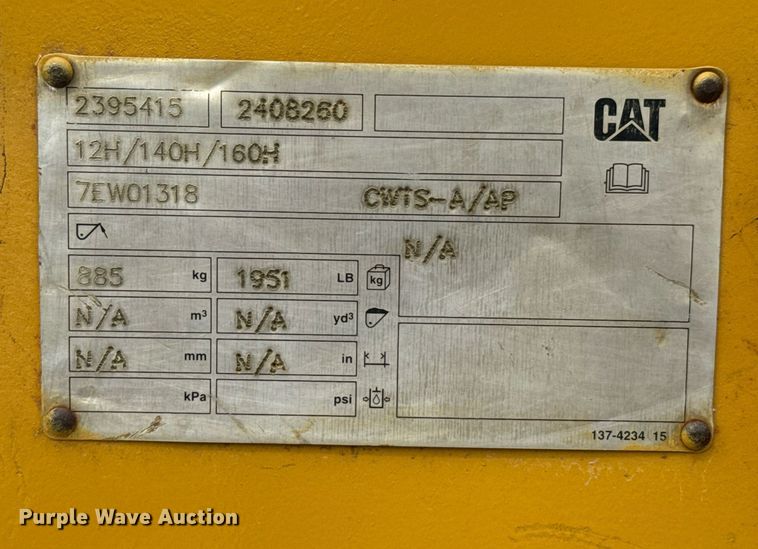 2395415 2408260
CAT
12H/140H/160H
7EW01318 CWTS-A/AP
N/A
885 kg 1951 LB kg
N/A m³ N/A yd³
N/A mm N/A in
kPa psi
137-4234 15
Purple Wave Auction